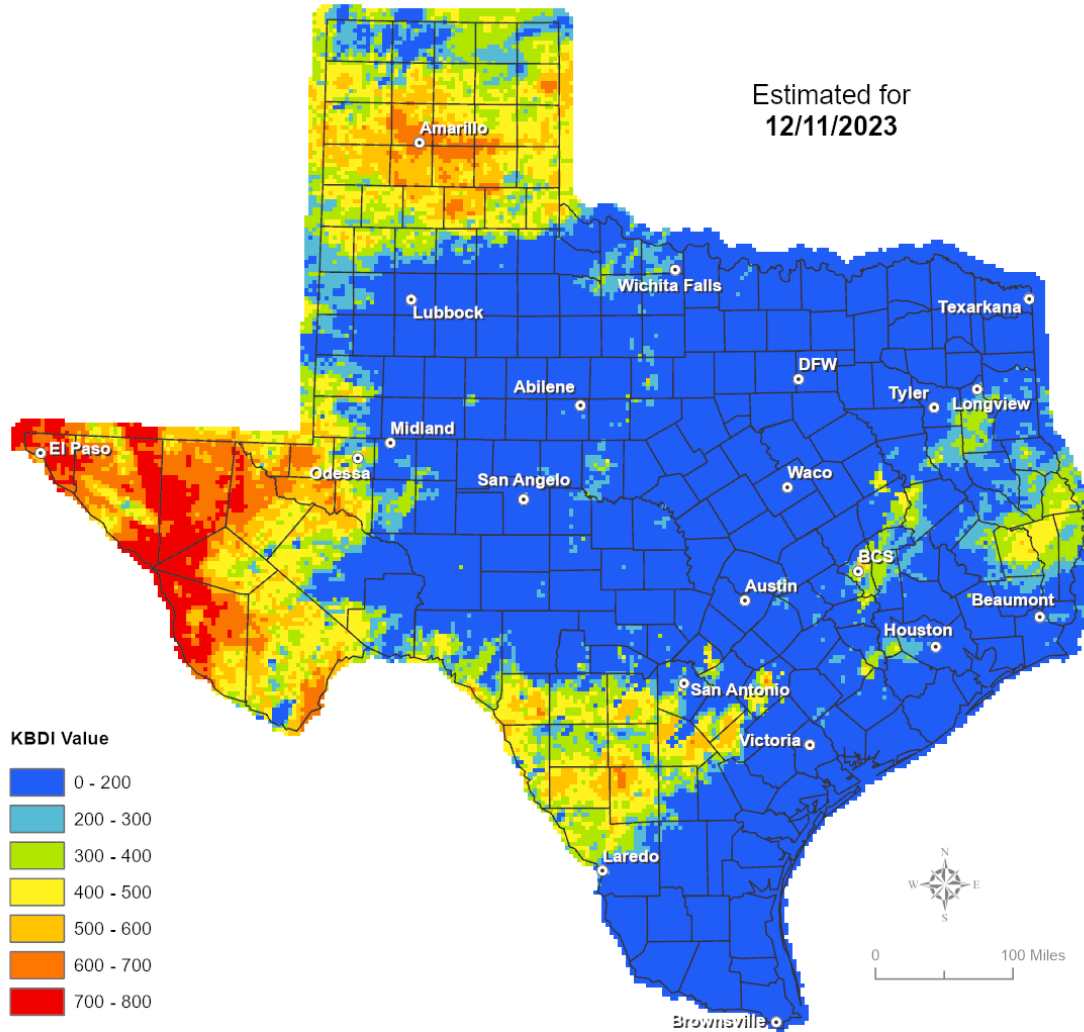 Estimated for
12/11/2023
Amarillo
Wichita Falls
Lubbock
Texarkana
DFW
Abilene
Tyler
Longview
Midland
El Paso
Odessa
San Angelo
Waco
BCS
Austin
Beaumont
Houston
San Antonio
Victoria
Laredo
Brownsville
KBDI Value
0 - 200
200 - 300
300 - 400
400 - 500
500 - 600
600 - 700
700 - 800
N
W E
S
0 100 Miles